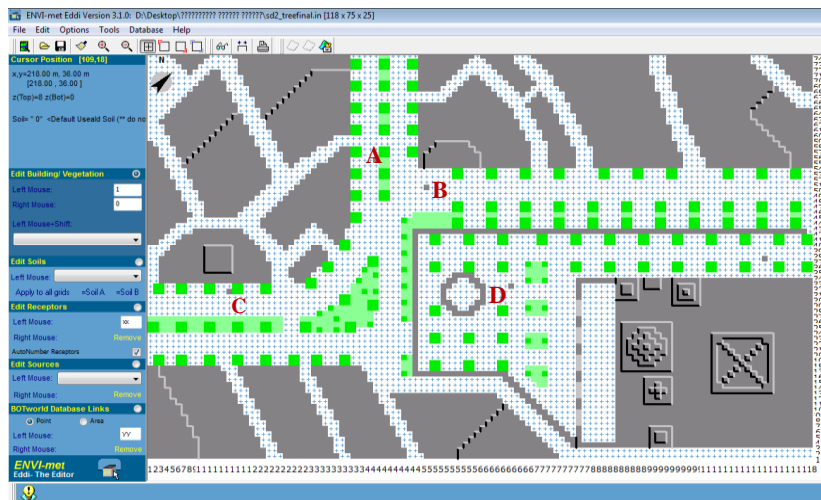 ENVI-met Eddi Version 3.1.0: D:\Desktop\?????????? ?????? ??????\sd2_treefinal.in [118 x 75 x 25]
File Edit Options Tools Database Help
Cursor Position [109,18]
x,y=218.00 m, 36.00 m
[218.00 , 36.00 ]
z(Top)=8 z(Bot)=0
Soil= " 0" <Default Useald Soil (** do no
Edit Building/ Vegetation
Left Mouse: 1
Right Mouse: 0
Left Mouse+Shift:
Edit Soils
Left Mouse:
Apply to all grids =Soil A =Soil B
Edit Receptors
Left Mouse: xx
Right Mouse: Remove
AutoNumber Receptors
Edit Sources
Left Mouse:
Right Mouse: Remove
BOTworld Database Links
Point Area
Left Mouse: YY
Right Mouse: Remove
ENVI-met
Eddi- The Editor
N
A
B
C
D